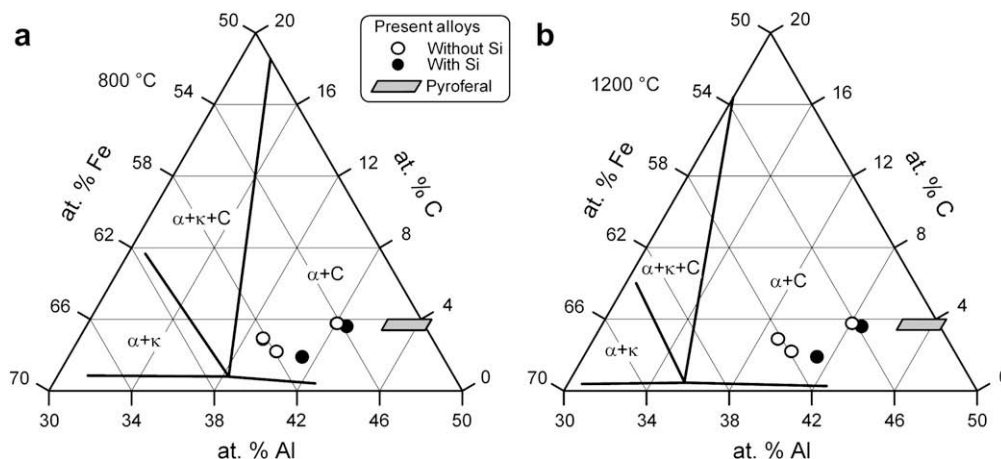 a
800 °C
50
20
54
16
58
12
62
8
66
4
70
0
at. % Fe
at. % C
α+κ+C
α+C
α+κ
30
34
38
42
46
50
at. % Al
Present alloys
Without Si
With Si
Pyroferal
b
1200 °C
50
20
54
16
58
12
62
8
66
4
70
0
at. % Fe
at. % C
α+κ+C
α+C
α+κ
30
34
38
42
46
50
at. % Al